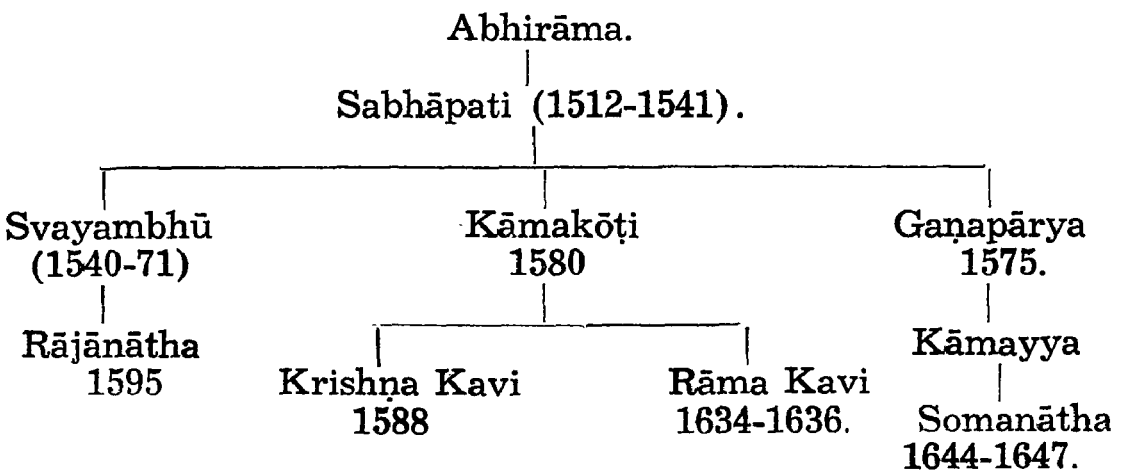 Abhirāma.
Sabhāpati (1512-1541).
Svayambhū Kāmakōṭi Gaṇapārya
(1540-71) 1580 1575.
Rājānātha Kāmayya
1595 Krishṇa Kavi Rāma Kavi
1588 1634-1636. Somanātha
1644-1647.